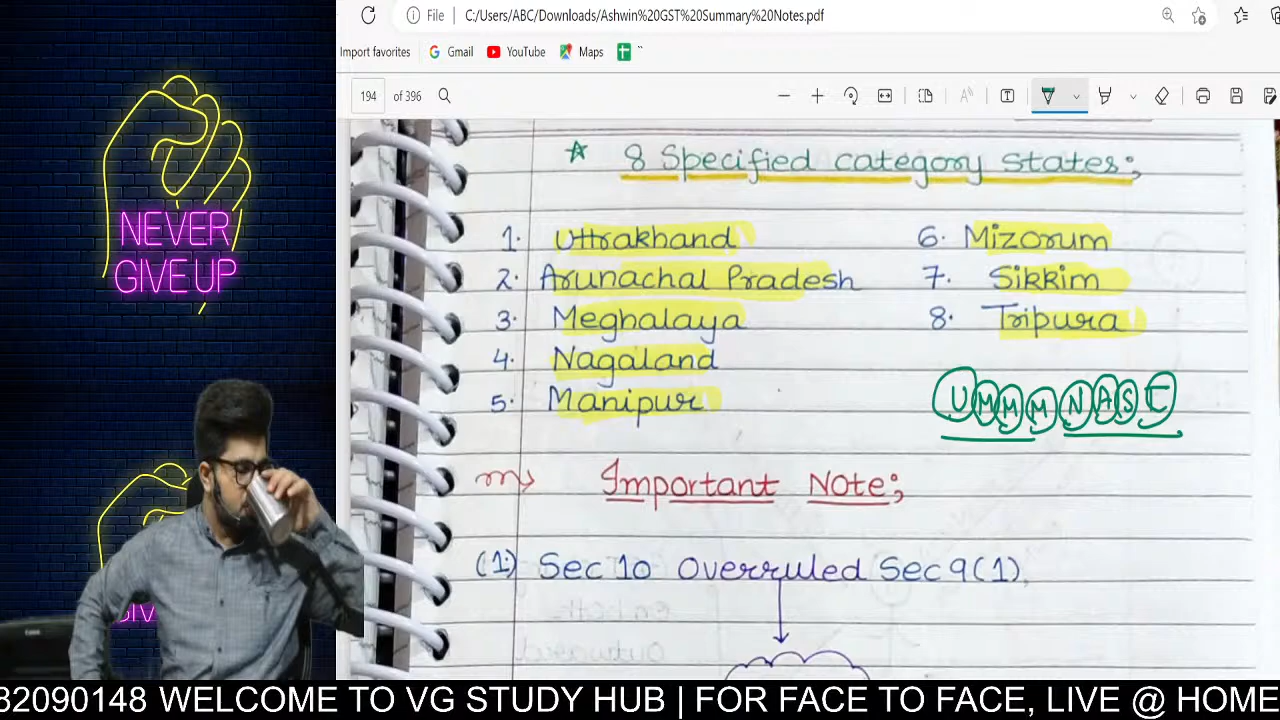 File | C:/Users/ABC/Downloads/Ashwin%20GST%20Summary%20Notes.pdf
Import favorites Gmail YouTube Maps
194 of 396
8 Specified category states:
1. Uttrakhand
2. Arunachal Pradesh
3. Meghalaya
4. Nagaland
5. Manipur
6. Mizorum
7. Sikkim
8. Tripura
UMMMNAST
Important Note:
(1) Sec 10 Overruled Sec 9(1)
NEVER
GIVE UP
82090148 WELCOME TO VG STUDY HUB | FOR FACE TO FACE, LIVE @ HOME